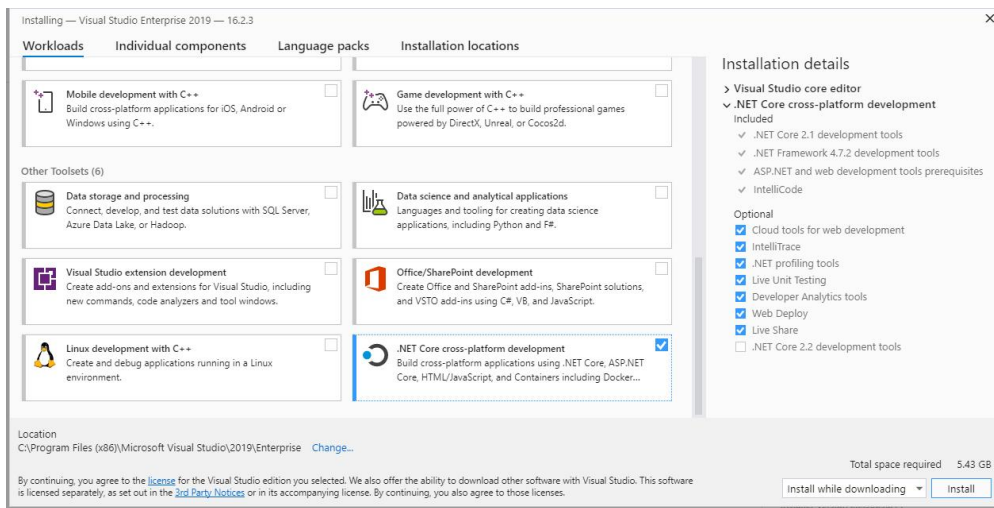 Installing — Visual Studio Enterprise 2019 — 16.2.3
Workloads
Individual components
Language packs
Installation locations
Mobile development with C++
Build cross-platform applications for iOS, Android or
Windows using C++.
Game development with C++
Use the full power of C++ to build professional games
powered by DirectX, Unreal, or Cocos2d.
Other Toolsets (6)
Data storage and processing
Connect, develop, and test data solutions with SQL Server,
Azure Data Lake, or Hadoop.
Data science and analytical applications
Languages and tooling for creating data science
applications, including Python and F#.
Visual Studio extension development
Create add-ons and extensions for Visual Studio, including
new commands, code analyzers and tool windows.
Office/SharePoint development
Create Office and SharePoint add-ins, SharePoint solutions,
and VSTO add-ins using C#, VB, and JavaScript.
Linux development with C++
Create and debug applications running in a Linux
environment.
.NET Core cross-platform development
Build cross-platform applications using .NET Core, ASP.NET
Core, HTML/JavaScript, and Containers including Docker...
Installation details
Visual Studio core editor
.NET Core cross-platform development
Included
.NET Core 2.1 development tools
.NET Framework 4.7.2 development tools
ASP.NET and web development tools prerequisites
IntelliCode
Optional
Cloud tools for web development
IntelliTrace
.NET profiling tools
Live Unit Testing
Developer Analytics tools
Web Deploy
Live Share
.NET Core 2.2 development tools
Location
C:\Program Files (x86)\Microsoft Visual Studio\2019\Enterprise Change...
By continuing, you agree to the license for the Visual Studio edition you selected. We also offer the ability to download other software with Visual Studio. This software
is licensed separately, as set out in the 3rd Party Notices or in its accompanying license. By continuing, you also agree to those licenses.
Total space required 5.43 GB
Install while downloading
Install